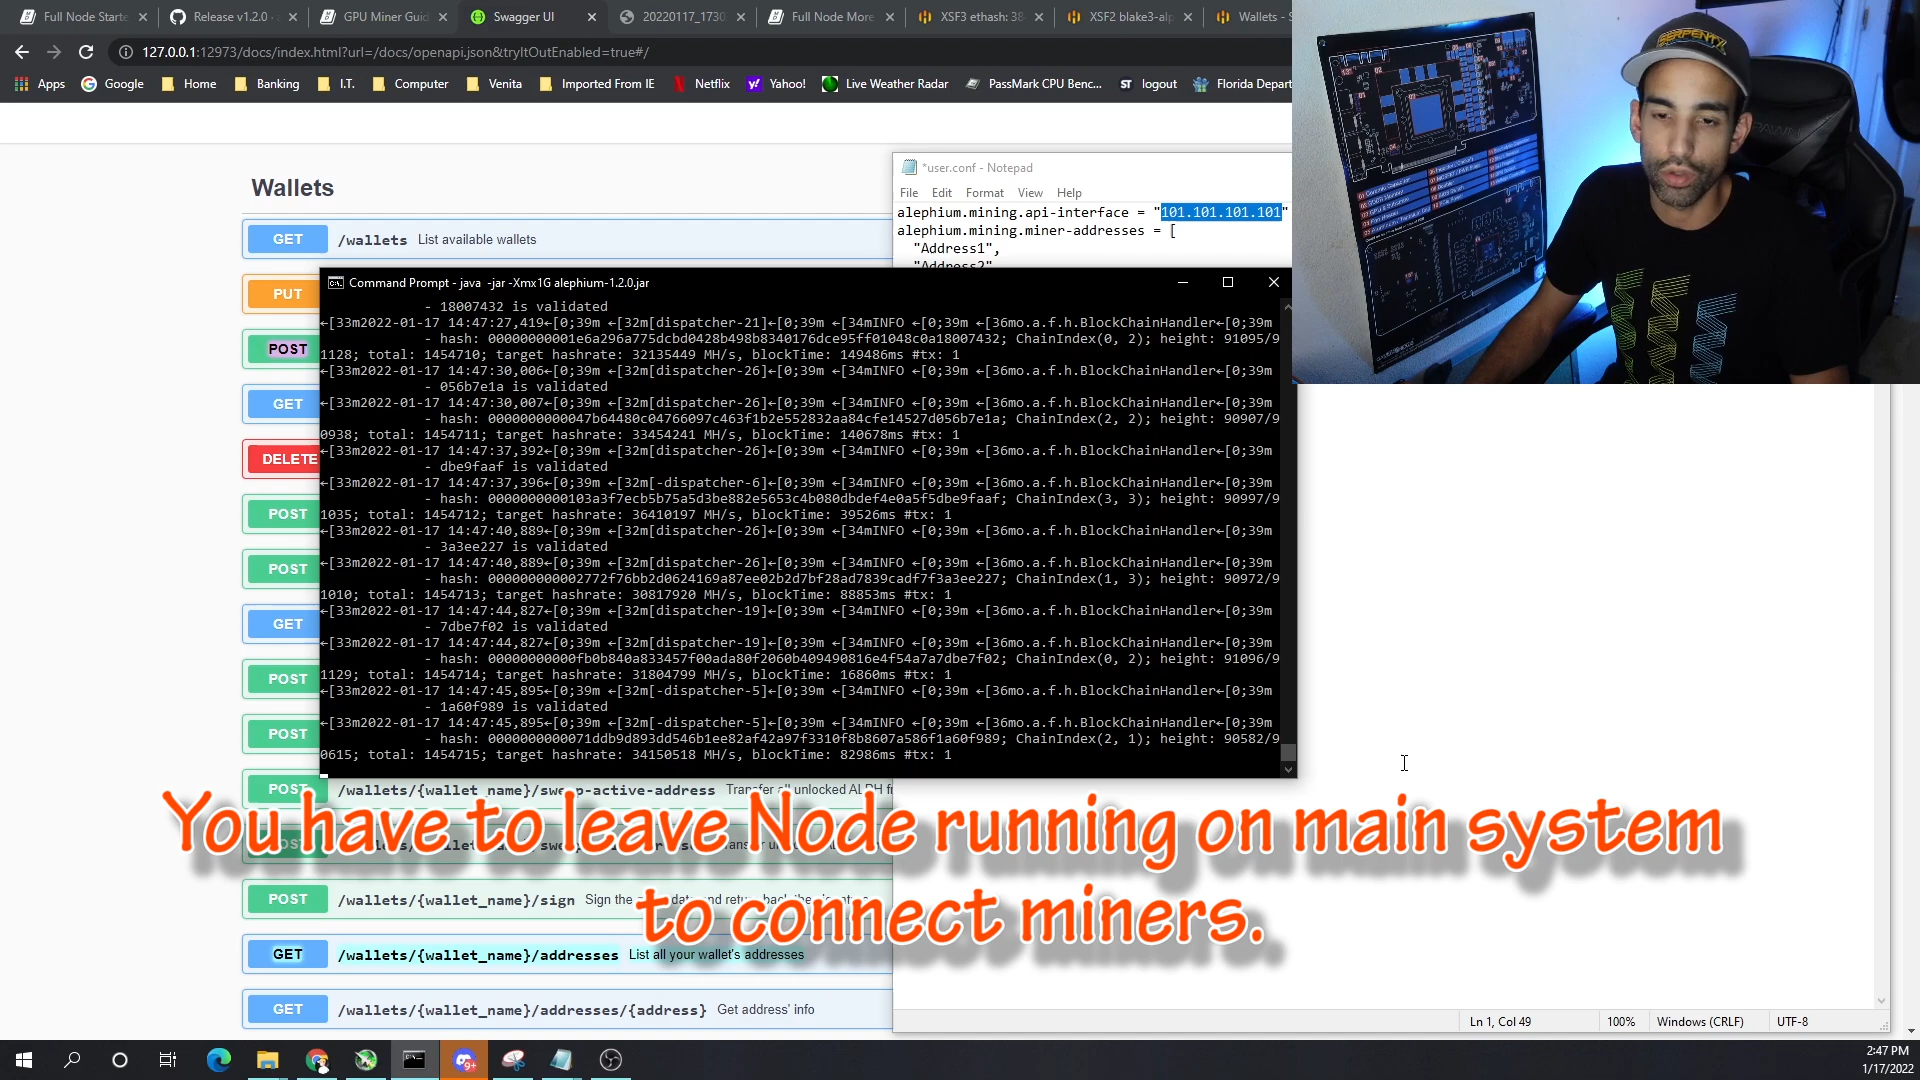 Full Node Starte
Release v1.2.0 ·
GPU Miner Guid
Swagger UI
20220117_1730
Full Node More
XSF3 ethash: 38
XSF2 blake3-alp
Wallets - S
127.0.0.1:12973/docs/index.html?url=/docs/openapi.json&tryItOutEnabled=true#/
Apps
Google
Home
Banking
I.T.
Computer
Venita
Imported From IE
Netflix
Yahoo!
Live Weather Radar
PassMark CPU Benc...
ST logout
Florida Depart
Wallets
GET /wallets List available wallets
PUT
POST
GET
DELETE
POST
POST
GET
POST
POST
POST /wallets/{wallet_name}/sweep-active-address Transfer all unlocked ALPH fr
POST
POST /wallets/{wallet_name}/sign
GET /wallets/{wallet_name}/addresses List all your wallet's addresses
GET /wallets/{wallet_name}/addresses/{address} Get address' info
*user.conf - Notepad
File Edit Format View Help
alephium.mining.api-interface = "101.101.101.101"
alephium.mining.miner-addresses = [
"Address1",
"Address2"
Command Prompt - java -jar -Xmx1G alephium-1.2.0.jar
- 18007432 is validated
←[33m2022-01-17 14:47:27,419←[0;39m ←[32m[dispatcher-21]←[0;39m ←[34mINFO ←[0;39m ←[36mo.a.f.h.BlockChainHandler←[0;39m
- hash: 00000000001e6a296a775dcbd0428b498b8340176dce95ff01048c0a18007432; ChainIndex(0, 2); height: 91095/9
1128; total: 1454710; target hashrate: 32135449 MH/s, blockTime: 149486ms #tx: 1
←[33m2022-01-17 14:47:30,006←[0;39m ←[32m[dispatcher-26]←[0;39m ←[34mINFO ←[0;39m ←[36mo.a.f.h.BlockChainHandler←[0;39m
- 056b7e1a is validated
←[33m2022-01-17 14:47:30,007←[0;39m ←[32m[dispatcher-26]←[0;39m ←[34mINFO ←[0;39m ←[36mo.a.f.h.BlockChainHandler←[0;39m
- hash: 0000000000047b64480c04766097c463f1b2e552832aa84cfe14527d056b7e1a; ChainIndex(2, 2); height: 90907/9
0938; total: 1454711; target hashrate: 33454241 MH/s, blockTime: 140678ms #tx: 1
←[33m2022-01-17 14:47:37,392←[0;39m ←[32m[dispatcher-26]←[0;39m ←[34mINFO ←[0;39m ←[36mo.a.f.h.BlockChainHandler←[0;39m
- dbe9faaf is validated
←[33m2022-01-17 14:47:37,396←[0;39m ←[32m[-dispatcher-6]←[0;39m ←[34mINFO ←[0;39m ←[36mo.a.f.h.BlockChainHandler←[0;39m
- hash: 0000000000103a3f7ecb5b75a5d3be882e5653c4b080dbdef4e0a5f5dbe9faaf; ChainIndex(3, 3); height: 90997/9
1035; total: 1454712; target hashrate: 36410197 MH/s, blockTime: 39526ms #tx: 1
←[33m2022-01-17 14:47:40,889←[0;39m ←[32m[dispatcher-26]←[0;39m ←[34mINFO ←[0;39m ←[36mo.a.f.h.BlockChainHandler←[0;39m
- 3a3ee227 is validated
←[33m2022-01-17 14:47:40,889←[0;39m ←[32m[dispatcher-26]←[0;39m ←[34mINFO ←[0;39m ←[36mo.a.f.h.BlockChainHandler←[0;39m
- hash: 000000000002772f76bb2d0624169a87ee02b2d7bf28ad7839cadf7f3a3ee227; ChainIndex(1, 3); height: 90972/9
1010; total: 1454713; target hashrate: 30817920 MH/s, blockTime: 88853ms #tx: 1
←[33m2022-01-17 14:47:44,827←[0;39m ←[32m[dispatcher-19]←[0;39m ←[34mINFO ←[0;39m ←[36mo.a.f.h.BlockChainHandler←[0;39m
- 7dbe7f02 is validated
←[33m2022-01-17 14:47:44,827←[0;39m ←[32m[dispatcher-19]←[0;39m ←[34mINFO ←[0;39m ←[36mo.a.f.h.BlockChainHandler←[0;39m
- hash: 00000000000fb0b840a833457f00ada80f2060b409490816e4f54a7a7dbe7f02; ChainIndex(0, 2); height: 91096/9
1129; total: 1454714; target hashrate: 31804799 MH/s, blockTime: 16860ms #tx: 1
←[33m2022-01-17 14:47:45,895←[0;39m ←[32m[-dispatcher-5]←[0;39m ←[34mINFO ←[0;39m ←[36mo.a.f.h.BlockChainHandler←[0;39m
- 1a60f989 is validated
←[33m2022-01-17 14:47:45,895←[0;39m ←[32m[-dispatcher-5]←[0;39m ←[34mINFO ←[0;39m ←[36mo.a.f.h.BlockChainHandler←[0;39m
- hash: 0000000000071ddb9d893dd546b1ee82af42a97f3310f8b8607a586f1a60f989; ChainIndex(2, 1); height: 90582/9
0615; total: 1454715; target hashrate: 34150518 MH/s, blockTime: 82986ms #tx: 1
You have to leave Node running on main system
to connect miners.
Ln 1, Col 49
100%
Windows (CRLF)
UTF-8
9+
2:47 PM
1/17/2022